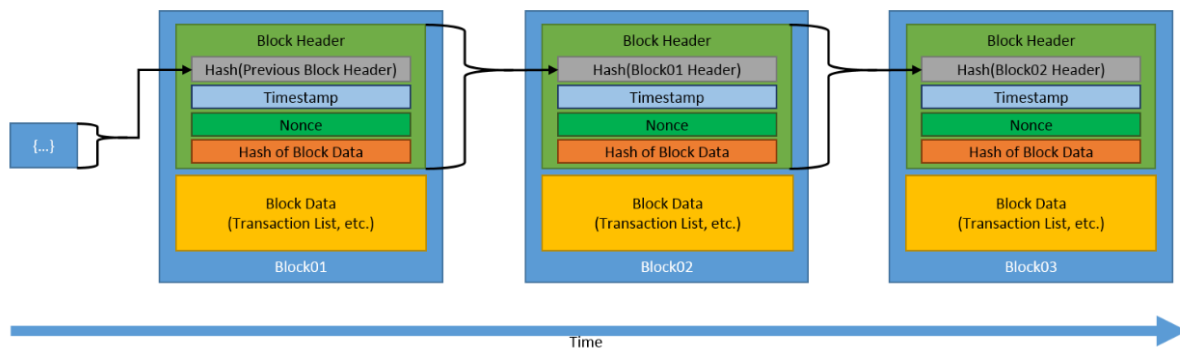 {...}
Block Header
Hash(Previous Block Header)
Timestamp
Nonce
Hash of Block Data
Block Data
(Transaction List, etc.)
Block01
Block Header
Hash(Block01 Header)
Timestamp
Nonce
Hash of Block Data
Block Data
(Transaction List, etc.)
Block02
Block Header
Hash(Block02 Header)
Timestamp
Nonce
Hash of Block Data
Block Data
(Transaction List, etc.)
Block03
Time